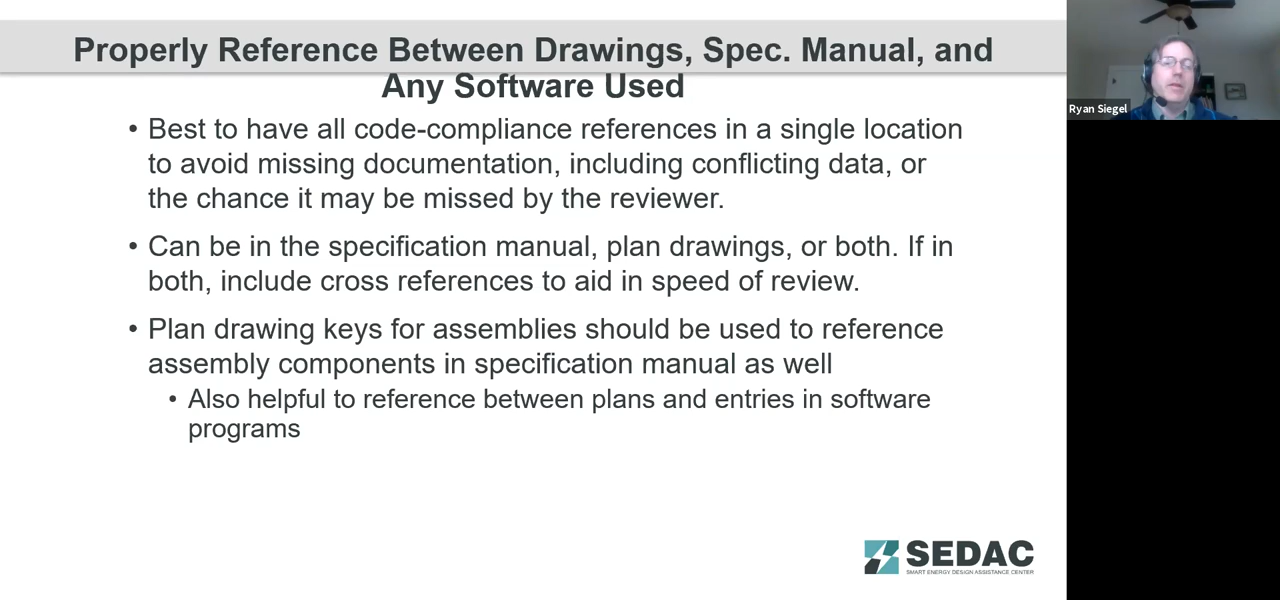 Properly Reference Between Drawings, Spec. Manual, and
Any Software Used
• Best to have all code-compliance references in a single location
to avoid missing documentation, including conflicting data, or
the chance it may be missed by the reviewer.
• Can be in the specification manual, plan drawings, or both. If in
both, include cross references to aid in speed of review.
• Plan drawing keys for assemblies should be used to reference
assembly components in specification manual as well
• Also helpful to reference between plans and entries in software
programs
Ryan Siegel
SEDAC
SMART ENERGY DESIGN ASSISTANCE CENTER